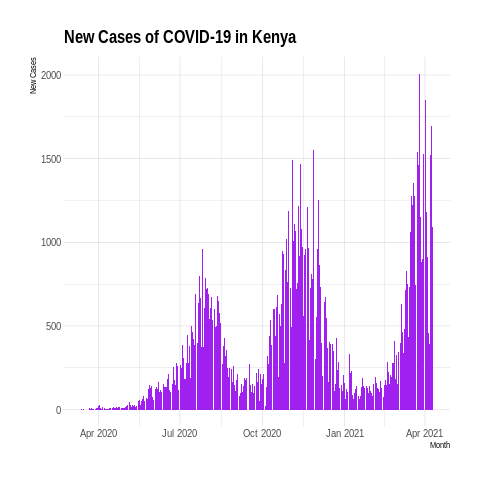 New Cases of COVID-19 in Kenya
New Cases
2000
1500
1000
500
0
Apr 2020 Jul 2020 Oct 2020 Jan 2021 Apr 2021
Month